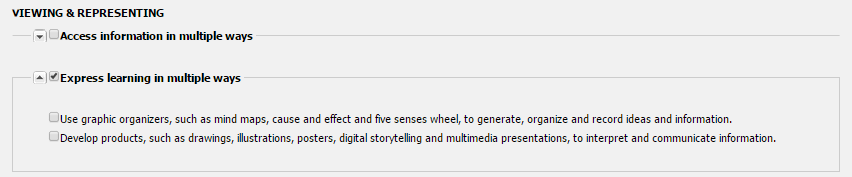 VIEWING & REPRESENTING
Access information in multiple ways
Express learning in multiple ways
Use graphic organizers, such as mind maps, cause and effect and five senses wheel, to generate, organize and record ideas and information.
Develop products, such as drawings, illustrations, posters, digital storytelling and multimedia presentations, to interpret and communicate information.